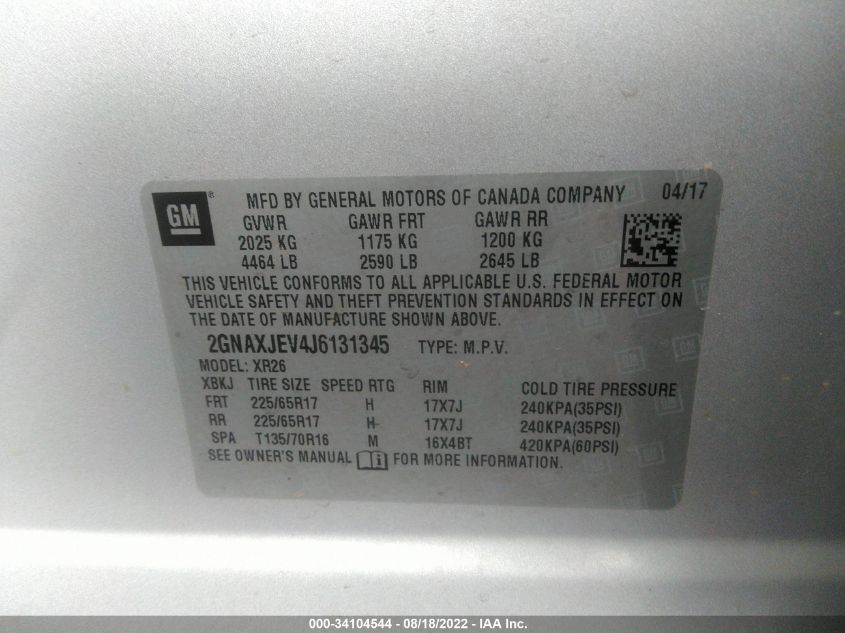 GM ® MFD BY GENERAL MOTORS OF CANADA COMPANY 04/17
GVWR GAWR FRT GAWR RR
2025 KG 1175 KG 1200 KG
4464 LB 2590 LB 2645 LB
THIS VEHICLE CONFORMS TO ALL APPLICABLE U.S. FEDERAL MOTOR
VEHICLE SAFETY AND THEFT PREVENTION STANDARDS IN EFFECT ON
THE DATE OF MANUFACTURE SHOWN ABOVE.
2GNAXJEV4J6131345 TYPE: M.P.V.
MODEL: XR26
XBKJ TIRE SIZE SPEED RTG RIM COLD TIRE PRESSURE
FRT 225/65R17 H 17X7J 240KPA(35PSI)
RR 225/65R17 H 17X7J 240KPA(35PSI)
SPA T135/70R16 M 16X4BT 420KPA(60PSI)
SEE OWNER'S MANUAL FOR MORE INFORMATION.
000-34104544 - 08/18/2022 - IAA Inc.